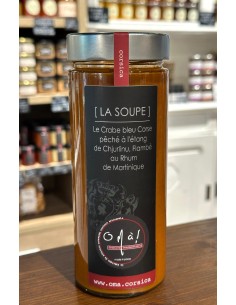 corsica
[ LA SOUPE ]
Le Crabe bleu Corse
pêché à l'étang
de Chjurlinu, Flambé
au Rhum
de Martinique
www.oma.corsica